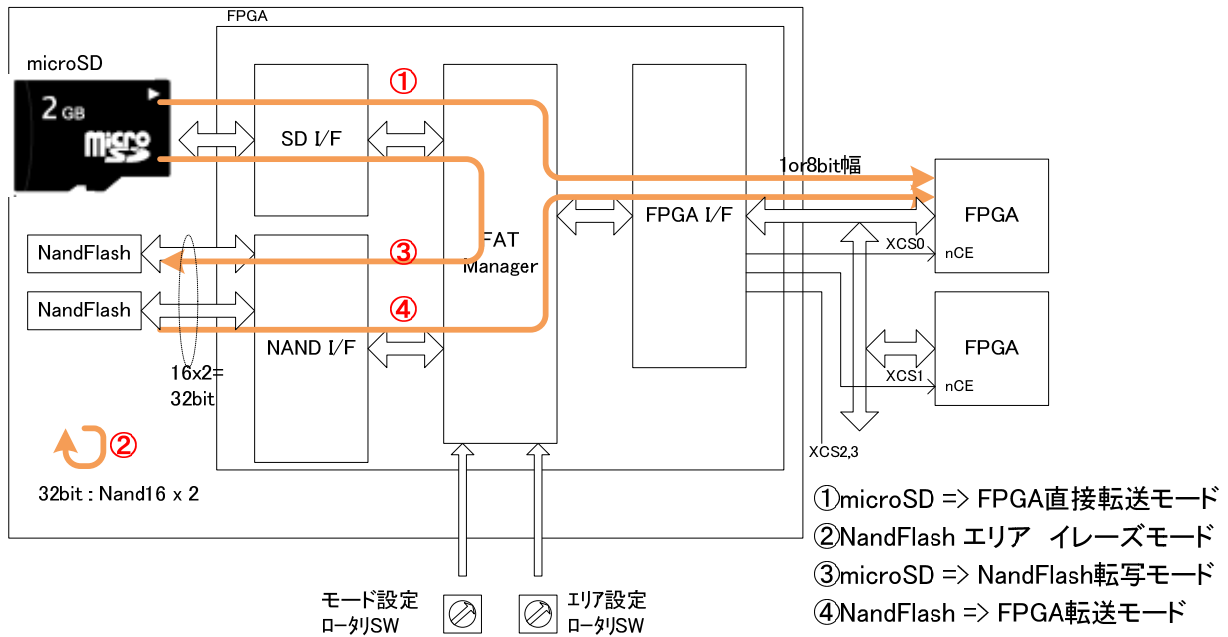 FPGA
microSD
2 GB
micro
SD
①
SD I/F
1or8bit幅
FPGA I/F
FPGA
XCS0
nCE
NandFlash
③
FAT
Manager
NandFlash
④
NAND I/F
FPGA
XCS1
nCE
16x2=
32bit
②
XCS2,3
32bit : Nand16 x 2
①microSD => FPGA直接転送モード
②NandFlash エリア　イレーズモード
③microSD => NandFlash転写モード
④NandFlash => FPGA転送モード
モード設定
ロータリSW
エリア設定
ロータリSW